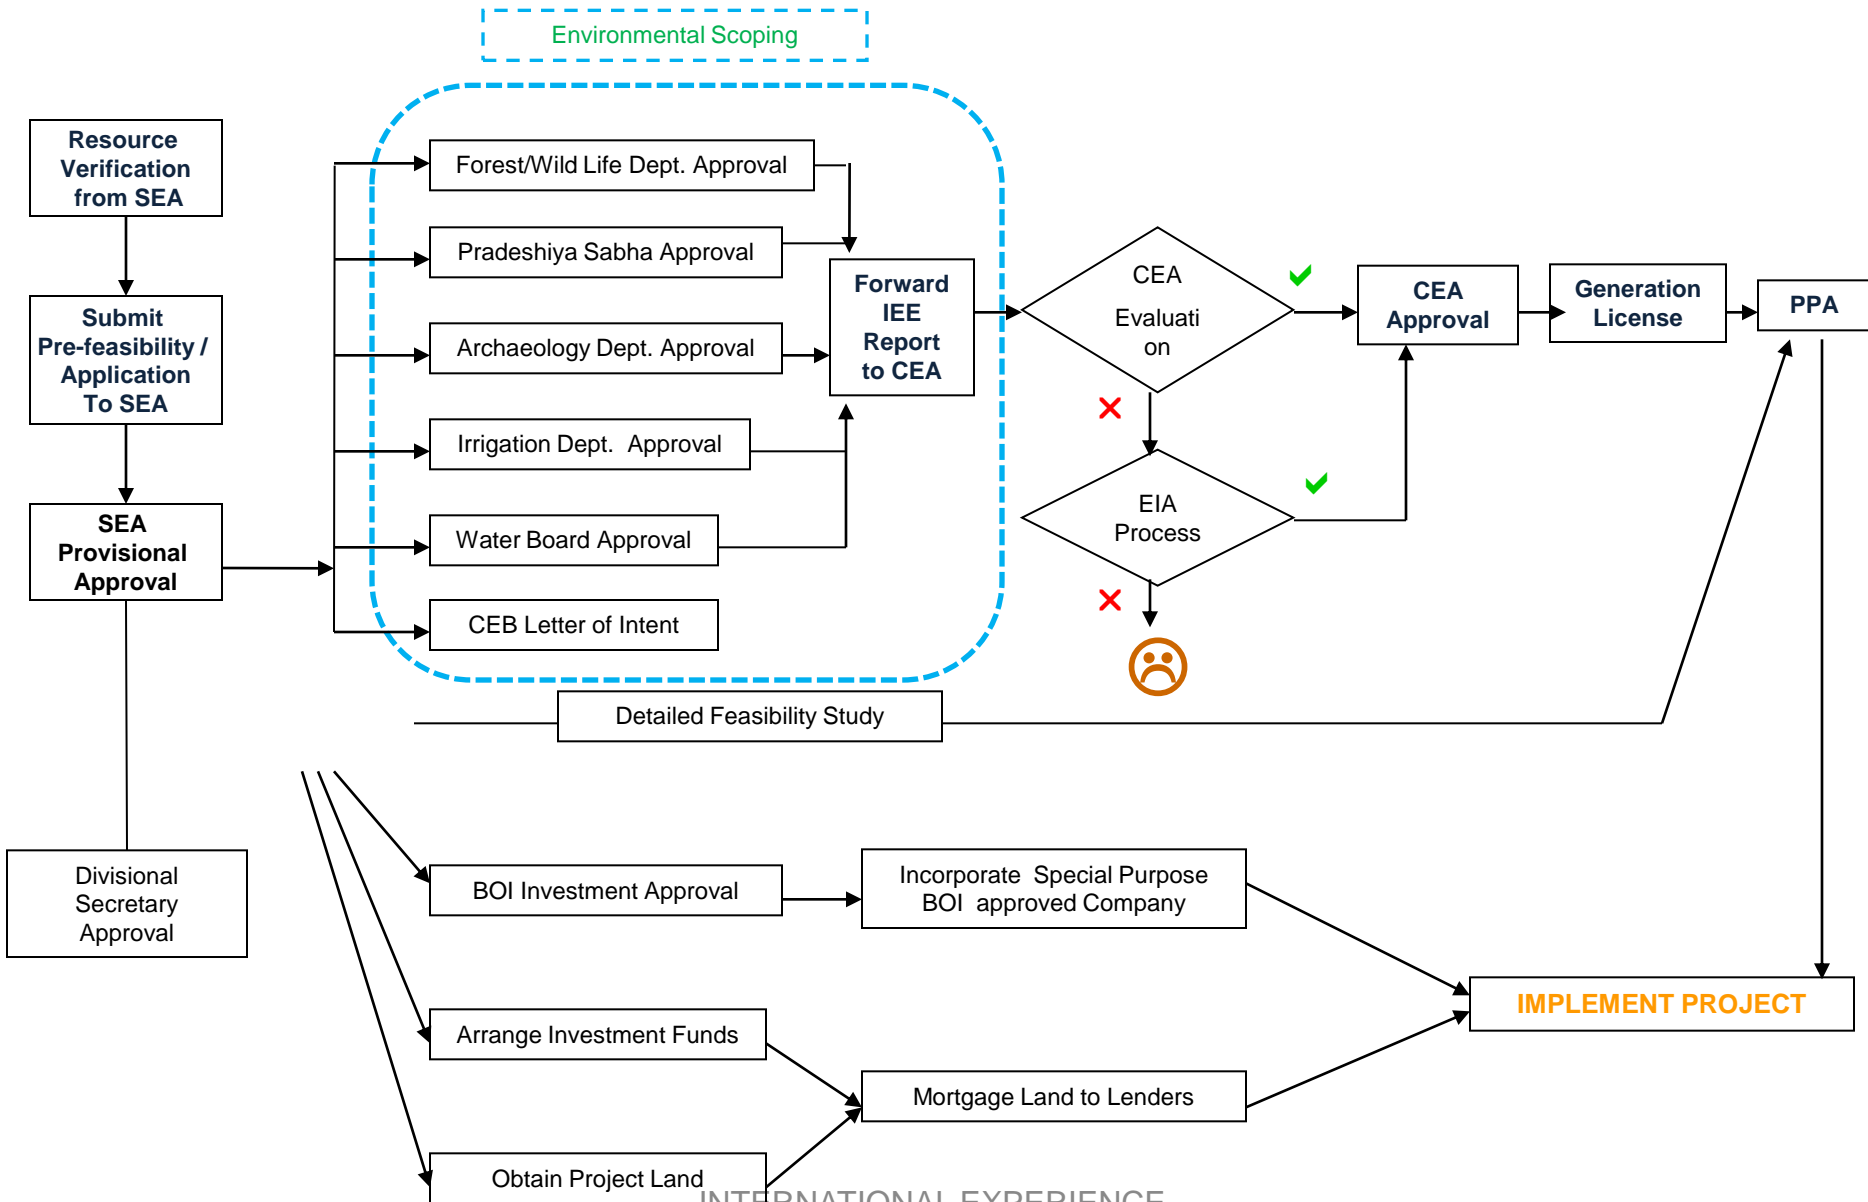 Environmental Scoping
Resource
Verification
from SEA
Submit
Pre-feasibility /
Application
To SEA
SEA
Provisional
Approval
Divisional
Secretary
Approval
Forest/Wild Life Dept. Approval
Pradeshiya Sabha Approval
Archaeology Dept. Approval
Irrigation Dept. Approval
Water Board Approval
CEB Letter of Intent
Forward
IEE
Report
to CEA
CEA
Evaluati
on
EIA
Process
CEA
Approval
Generation
License
PPA
Detailed Feasibility Study
BOI Investment Approval
Incorporate Special Purpose
BOI approved Company
Arrange Investment Funds
Mortgage Land to Lenders
Obtain Project Land
IMPLEMENT PROJECT
INTERNATIONAL EXPERIENCE